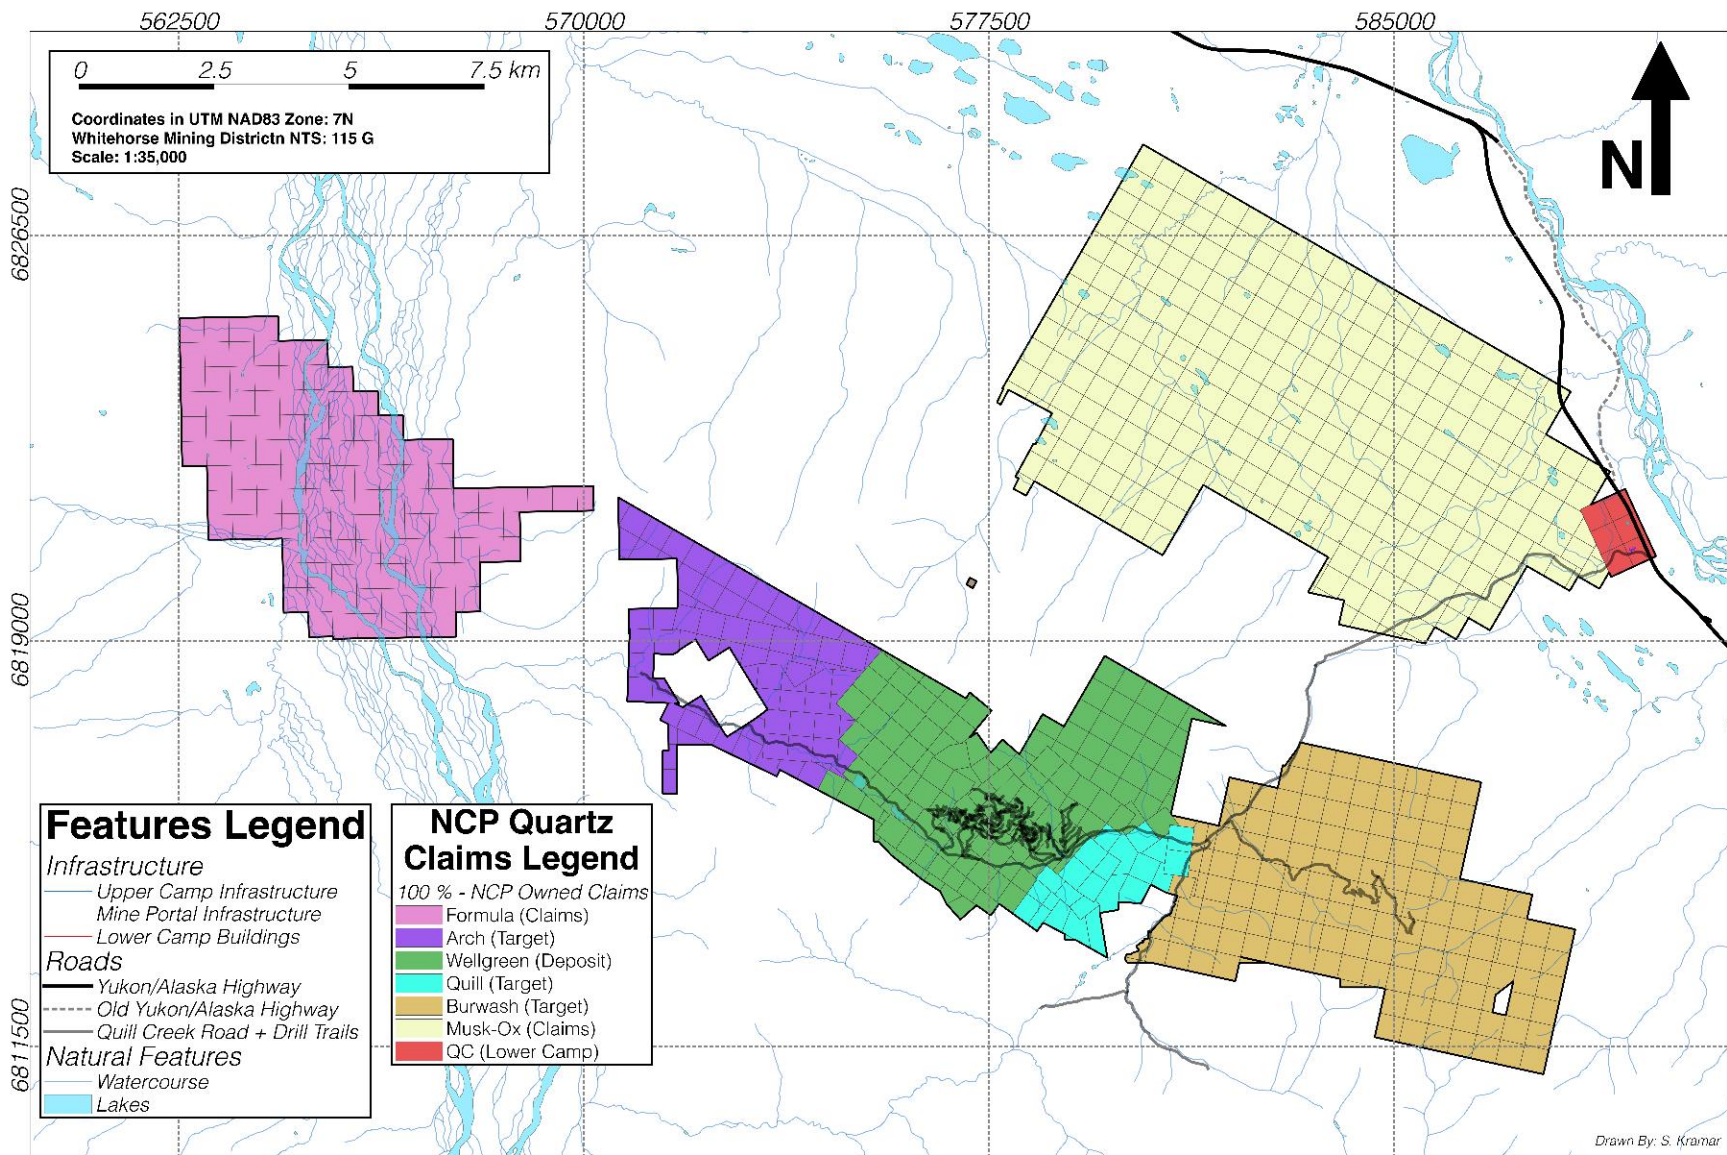 562500 570000 577500 585000
0 2.5 5 7.5 km
Coordinates in UTM NAD83 Zone: 7N
Whitehorse Mining Districtn NTS: 115 G
Scale: 1:35,000
N
6826500
6819000
6811500
Features Legend
Infrastructure
Upper Camp Infrastructure
Mine Portal Infrastructure
Lower Camp Buildings
Roads
Yukon/Alaska Highway
Old Yukon/Alaska Highway
Quill Creek Road + Drill Trails
Natural Features
Watercourse
Lakes
NCP Quartz
Claims Legend
100 % - NCP Owned Claims
Formula (Claims)
Arch (Target)
Wellgreen (Deposit)
Quill (Target)
Burwash (Target)
Musk-Ox (Claims)
QC (Lower Camp)
Drawn By: S. Kramar